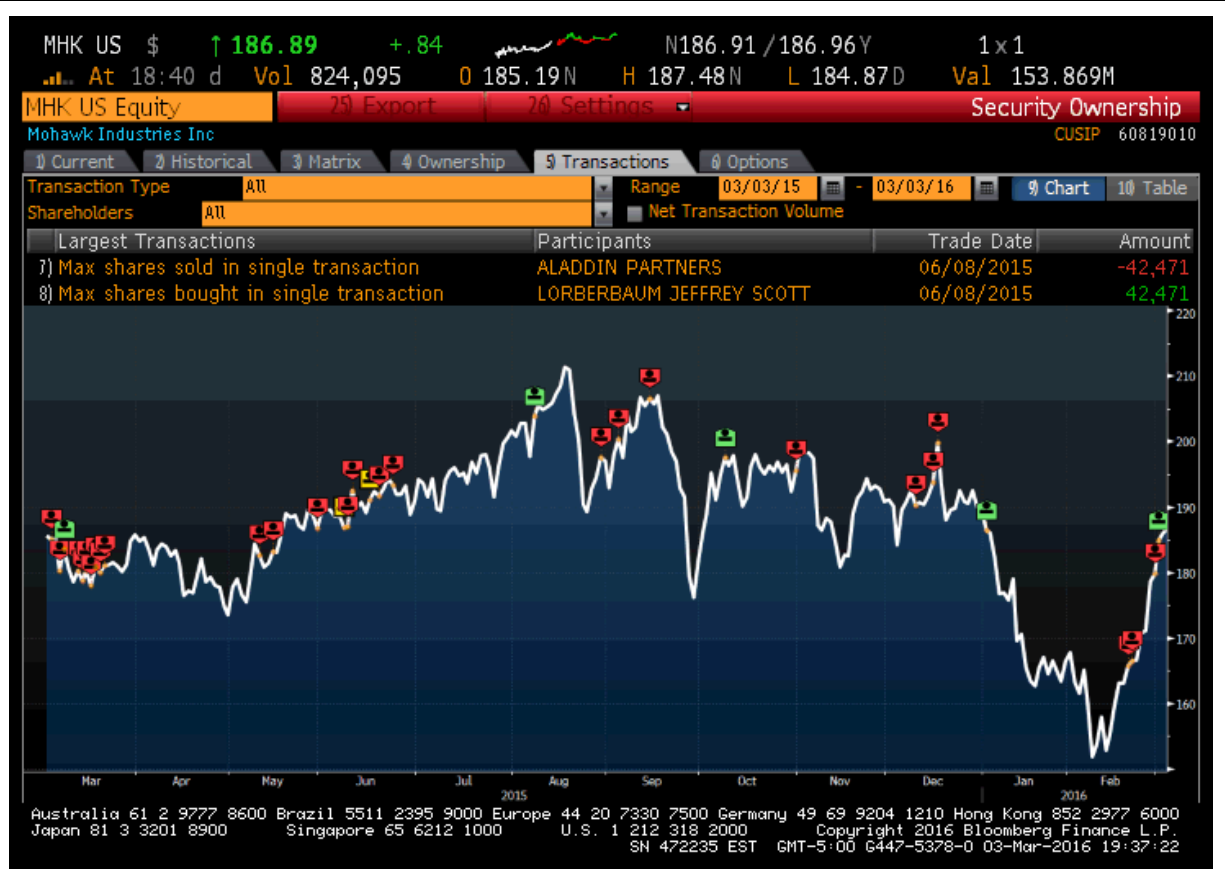 MHK US $ ↑ 186.89 +.84 N186.91 / 186.96Y 1x1
At 18:40 d Vol 824,095 O 185.19N H 187.48N L 184.87D Val 153.869M
MHK US Equity 25) Export 26) Settings Security Ownership
Mohawk Industries Inc CUSIP 60819010
1) Current 2) Historical 3) Matrix 4) Ownership 5) Transactions 6) Options
Transaction Type All Range 03/03/15 - 03/03/16 9) Chart 10) Table
Shareholders All Net Transaction Volume
Largest Transactions Participants Trade Date Amount
7) Max shares sold in single transaction ALADDIN PARTNERS 06/08/2015 -42,471
8) Max shares bought in single transaction LORBERBAUM JEFFREY SCOTT 06/08/2015 42,471
220
210
200
190
180
170
160
Mar Apr May Jun Jul Aug Sep Oct Nov Dec Jan Feb
2015 2016
Australia 61 2 9777 8600 Brazil 5511 2395 9000 Europe 44 20 7330 7500 Germany 49 69 9204 1210 Hong Kong 852 2977 6000
Japan 81 3 3201 8900 Singapore 65 6212 1000 U.S. 1 212 318 2000 Copyright 2016 Bloomberg Finance L.P.
SN 472235 EST GMT-5:00 G447-5378-0 03-Mar-2016 19:37:22